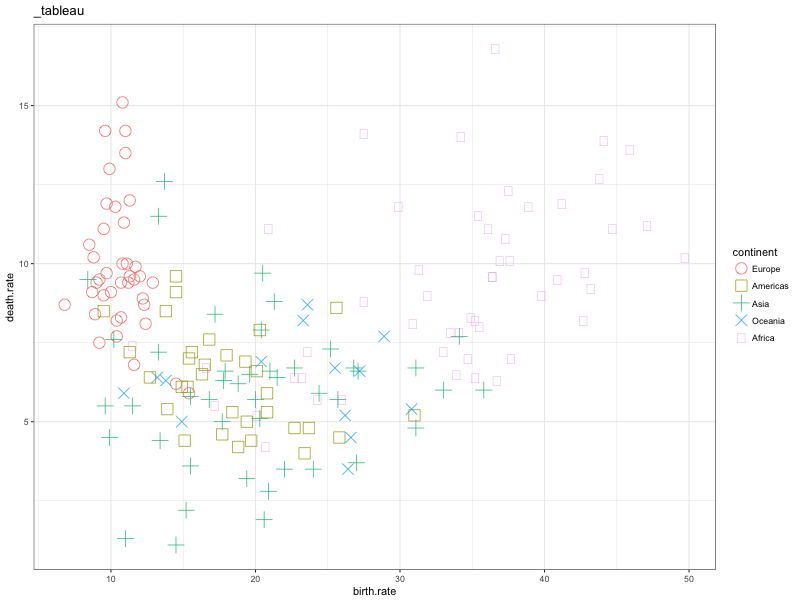 _tableau
15
10
5
death.rate
10
20
30
40
50
birth.rate
continent
Europe
Americas
Asia
Oceania
Africa